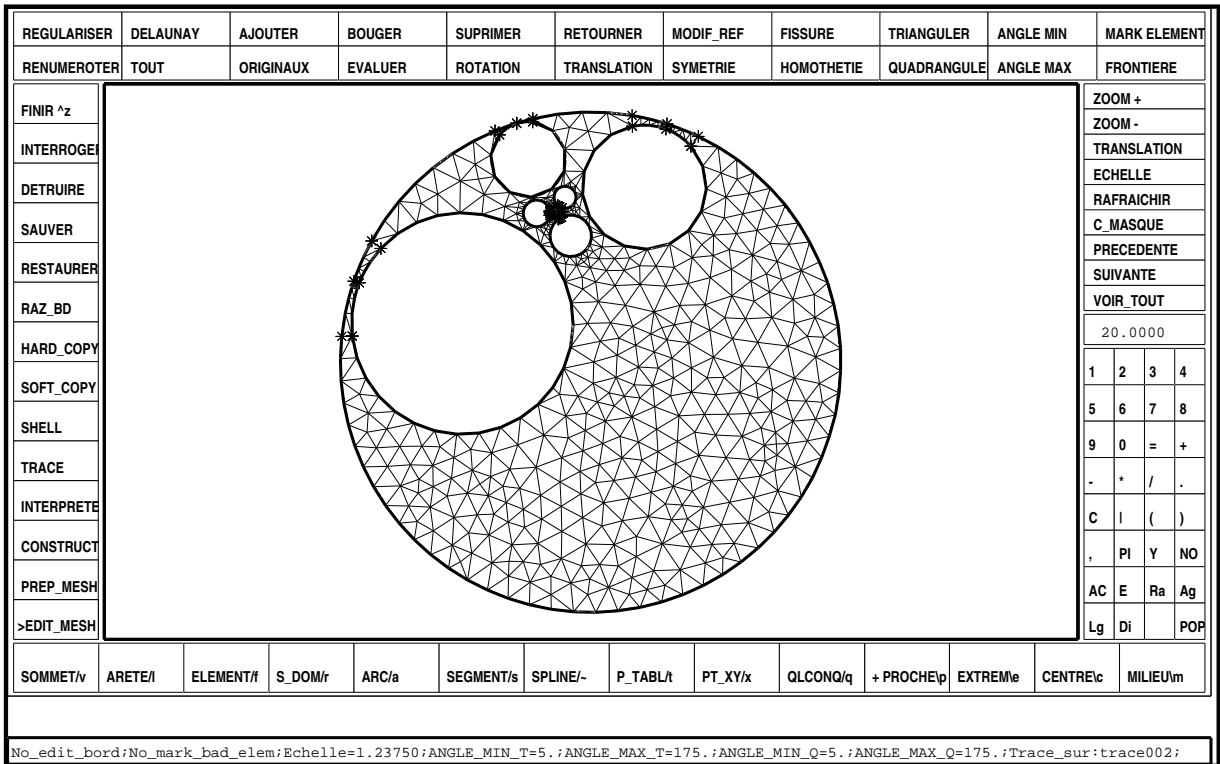 REGULARISER DELAUNAY AJOUTER BOUGER SUPRIMER RETOURNER MODIF_REF FISSURE TRIANGULER ANGLE MIN MARK ELEMENT
RENUMEROTER TOUT ORIGINAUX EVALUER ROTATION TRANSLATION SYMETRIE HOMOTHETIE QUADRANGULE ANGLE MAX FRONTIERE
FINIR ^z
INTERROGE
DETRUIRE
SAUVER
RESTAURER
RAZ_BD
HARD_COPY
SOFT_COPY
SHELL
TRACE
INTERPRETE
CONSTRUCT
PREP_MESH
>EDIT_MESH
ZOOM +
ZOOM -
TRANSLATION
ECHELLE
RAFRAICHIR
C_MASQUE
PRECEDENTE
SUIVANTE
VOIR_TOUT
20.0000
1 2 3 4
5 6 7 8
9 0 = +
- * / .
C | ( )
, PI Y NO
AC E Ra Ag
Lg Di POP
SOMMET/v ARETE/l ELEMENT/f S_DOM/r ARC/a SEGMENT/s SPLINE/~ P_TABL/t PT_XY/x QLCONQ/q + PROCHE\p EXTREM\e CENTRE\c MILIEU\m
No_edit_bord;No_mark_bad_elem;Echelle=1.23750;ANGLE_MIN_T=5.;ANGLE_MAX_T=175.;ANGLE_MIN_Q=5.;ANGLE_MAX_Q=175.;Trace_sur:trace002;